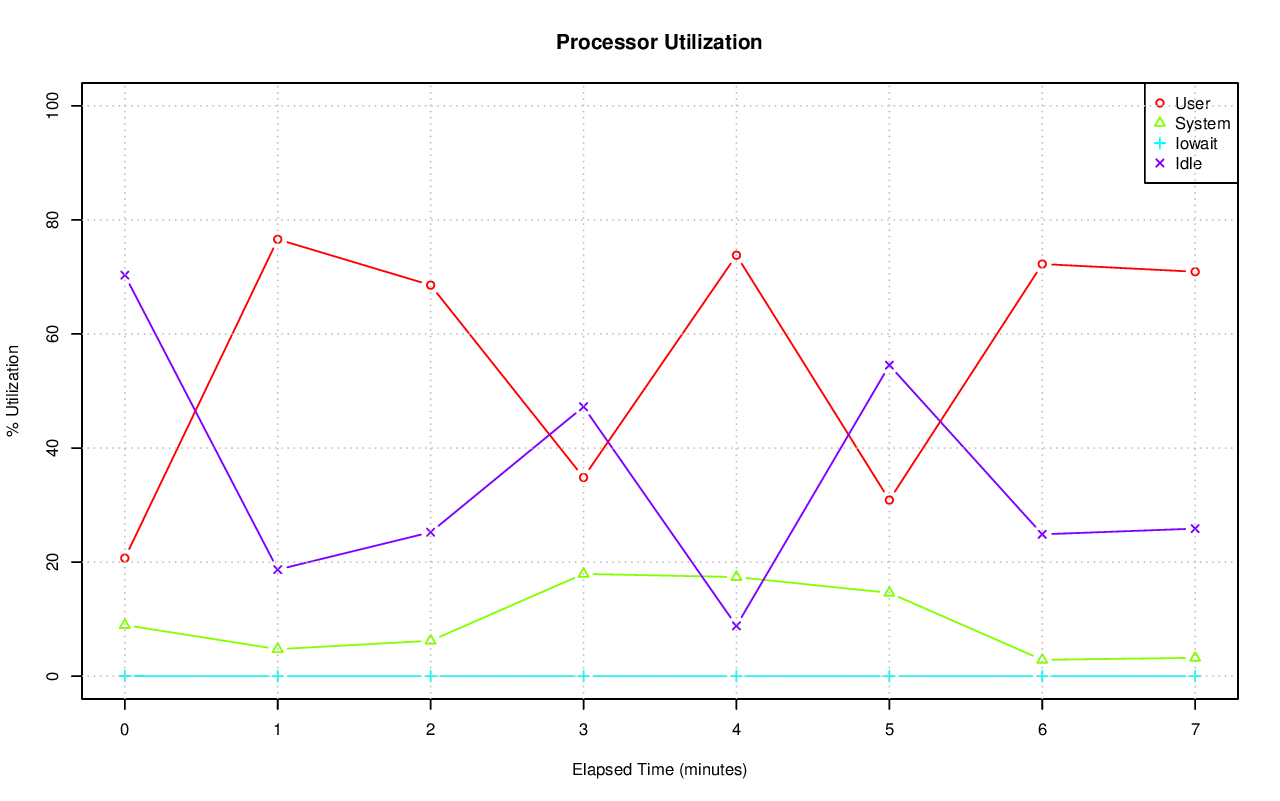 Processor Utilization
% Utilization
100
80
60
40
20
0
User
System
Iowait
Idle
0 1 2 3 4 5 6 7
Elapsed Time (minutes)